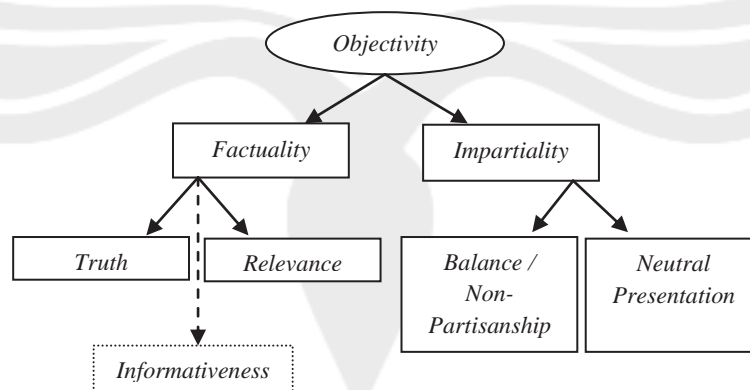 Objectivity
Factuality
Impartiality
Truth
Relevance
Balance /
Non-
Partisanship
Neutral
Presentation
Informativeness